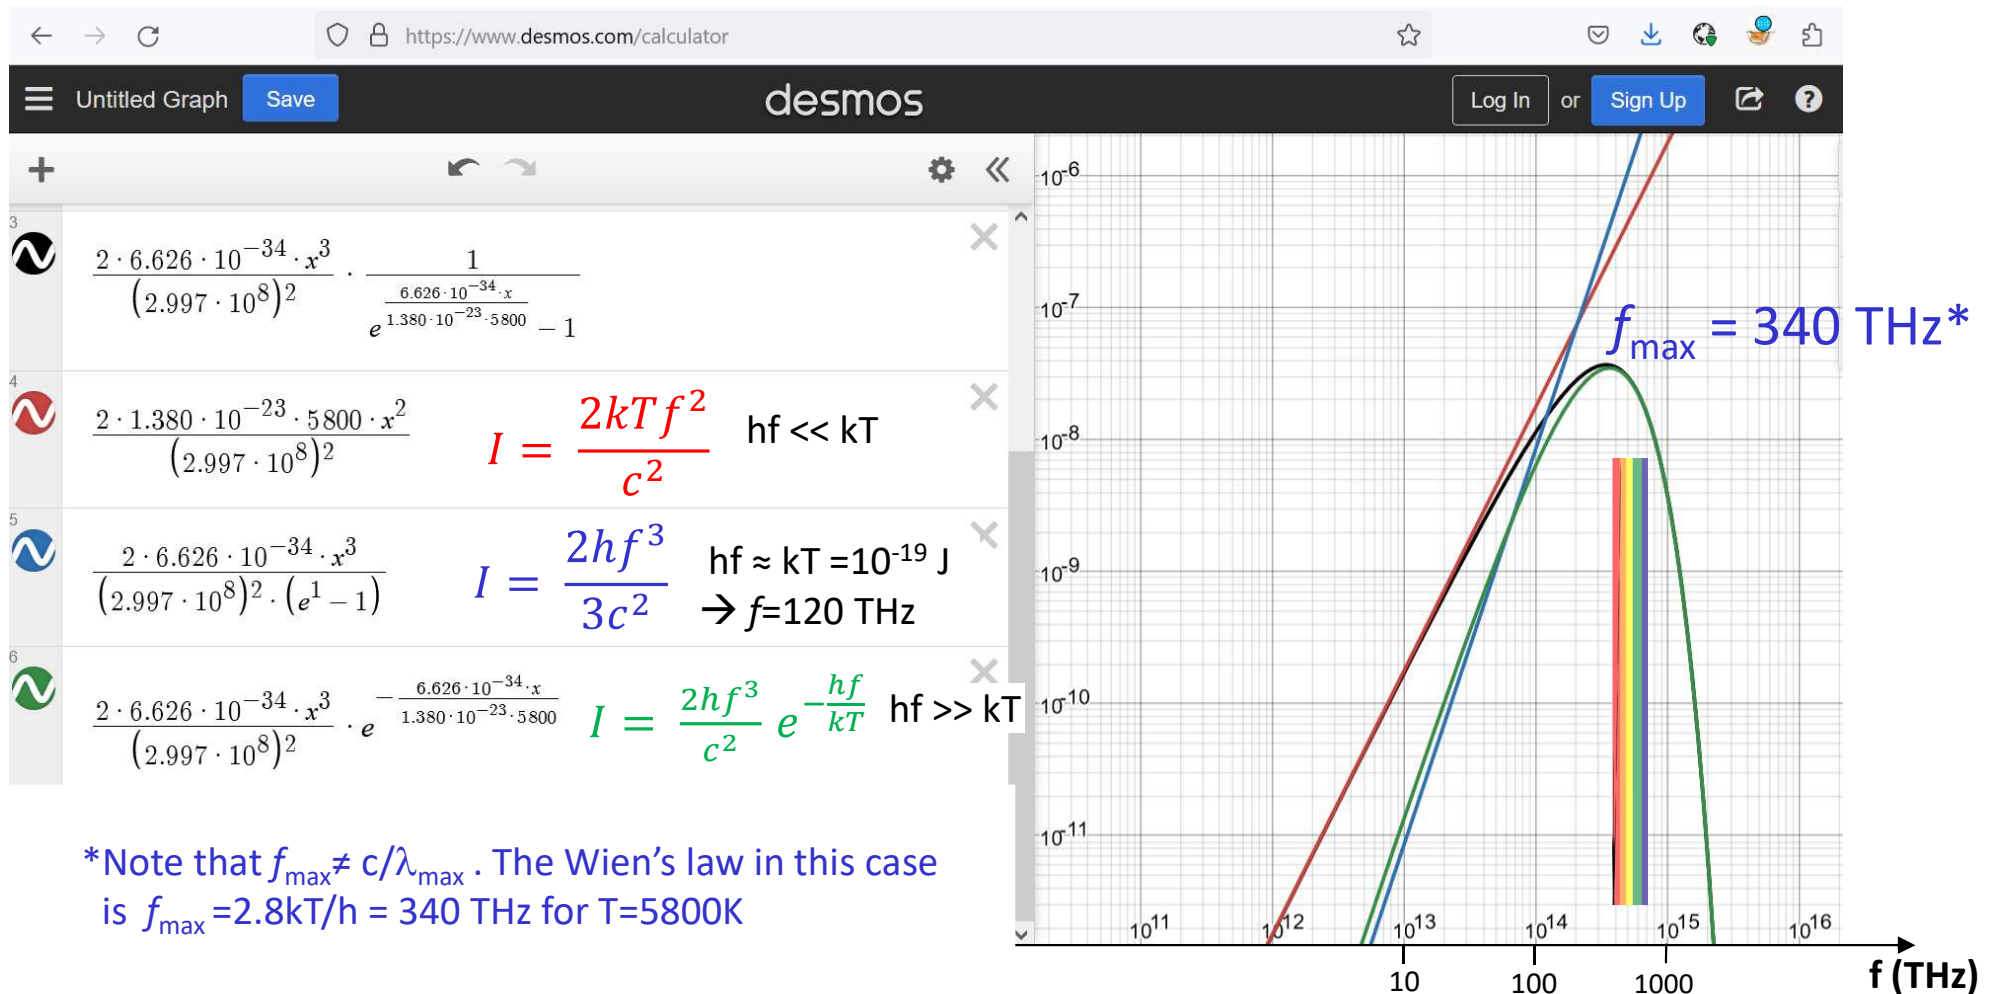 https://www.desmos.com/calculator
Untitled Graph Save desmos Log In or Sign Up
3
2 · 6.626 · 10^{-34} · x^3 / (2.997 · 10^8)^2 · 1 / (e^{6.626·10^{-34}·x / 1.380·10^{-23}·5800} − 1)
4
2 · 1.380 · 10^{-23} · 5800 · x^2 / (2.997 · 10^8)^2
I = 2kTf^2 / c^2 hf << kT
5
2 · 6.626 · 10^{-34} · x^3 / (2.997 · 10^8)^2 · (e^1 − 1)
I = 2hf^3 / 3c^2 hf ≈ kT =10^{-19} J
→ f=120 THz
6
2 · 6.626 · 10^{-34} · x^3 / (2.997 · 10^8)^2 · e^{− 6.626·10^{-34}·x / 1.380·10^{-23}·5800}
I = 2hf^3 / c^2 e^{−hf/kT} hf >> kT
*Note that f_max ≠ c/λ_max . The Wien's law in this case
is f_max =2.8kT/h = 340 THz for T=5800K
10^{-6}
10^{-7}
f_max = 340 THz*
10^{-8}
10^{-9}
10^{-10}
10^{-11}
10^{11} 10^{12} 10^{13} 10^{14} 10^{15} 10^{16}
10 100 1000 f (THz)